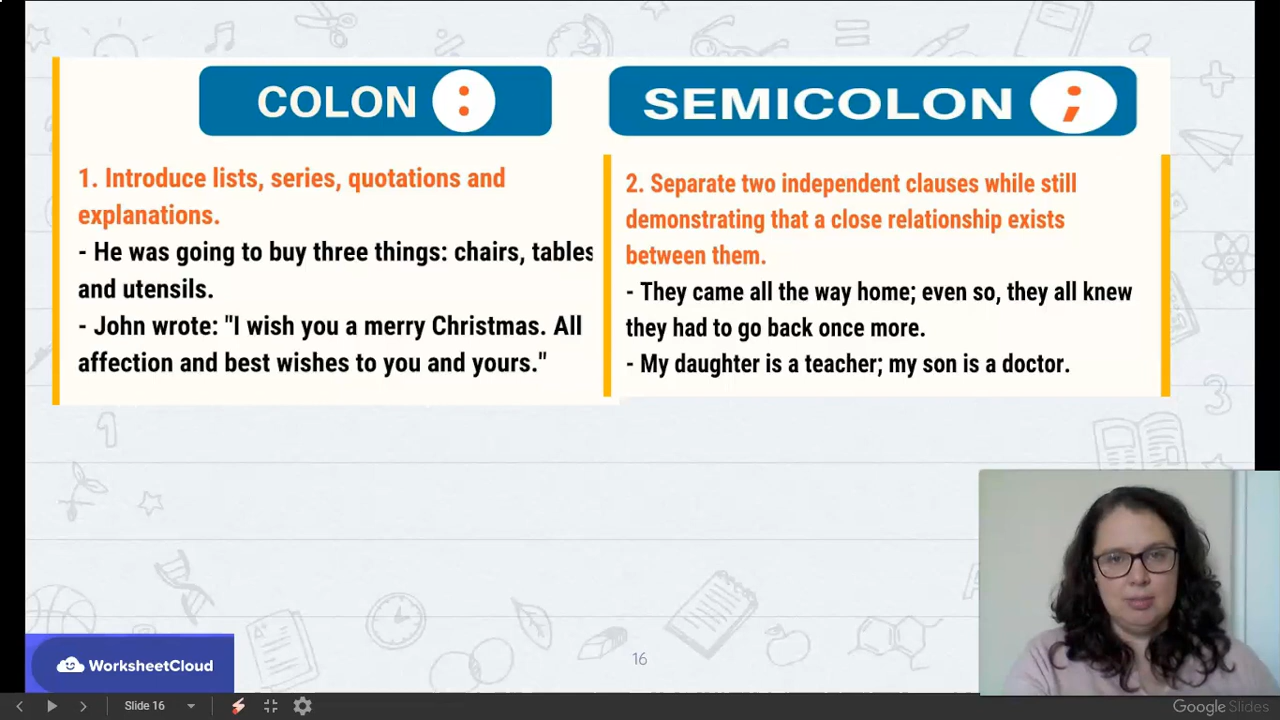 COLON :
1. Introduce lists, series, quotations and
explanations.
- He was going to buy three things: chairs, tables
and utensils.
- John wrote: "I wish you a merry Christmas. All
affection and best wishes to you and yours."
SEMICOLON ;
2. Separate two independent clauses while still
demonstrating that a close relationship exists
between them.
- They came all the way home; even so, they all knew
they had to go back once more.
- My daughter is a teacher; my son is a doctor.
1
3
WorksheetCloud
16
Slide 16
Google Slides